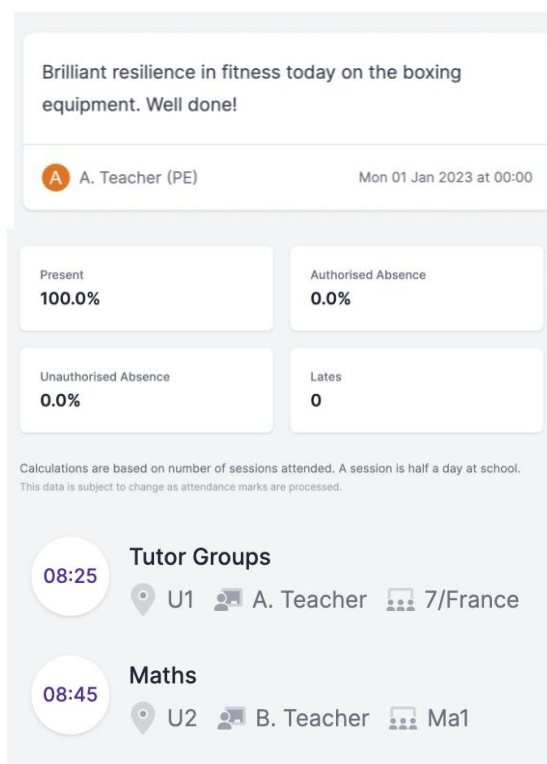 Brilliant resilience in fitness today on the boxing
equipment. Well done!
A A. Teacher (PE) Mon 01 Jan 2023 at 00:00
Present
100.0%
Authorised Absence
0.0%
Unauthorised Absence
0.0%
Lates
0
Calculations are based on number of sessions attended. A session is half a day at school.
This data is subject to change as attendance marks are processed.
08:25
Tutor Groups
U1 A. Teacher 7/France
08:45
Maths
U2 B. Teacher Ma1